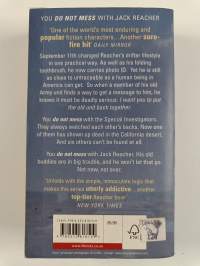 YOU DO NOT MESS WITH JACK REACHER
'One of the world's most enduring and
popular fiction characters... Another sure-
fire hit' DAILY MIRROR
September 11th changed Reacher's drifter lifestyle
in one practical way. As well as his folding
toothbrush, he now carries photo ID. Yet he is still
as close to untraceable as a human being in
America can get. So when a member of his old
Army unit finds a way to get a message to him, he
knows it must be deadly serious: I want you to put
the old unit back together.
You do not mess with the Special Investigators.
They always watched each other's backs. Now one
of them has shown up dead in the California desert.
And six others can't be found.
You do not mess with Jack Reacher. His old
buddies are in big trouble, and he can't let that go.
Not now, not ever.
'Unfolds with the simple, immaculate logic that
makes this series utterly addictive... another
top-tier Reacher book'
NEW YORK TIMES
FSC